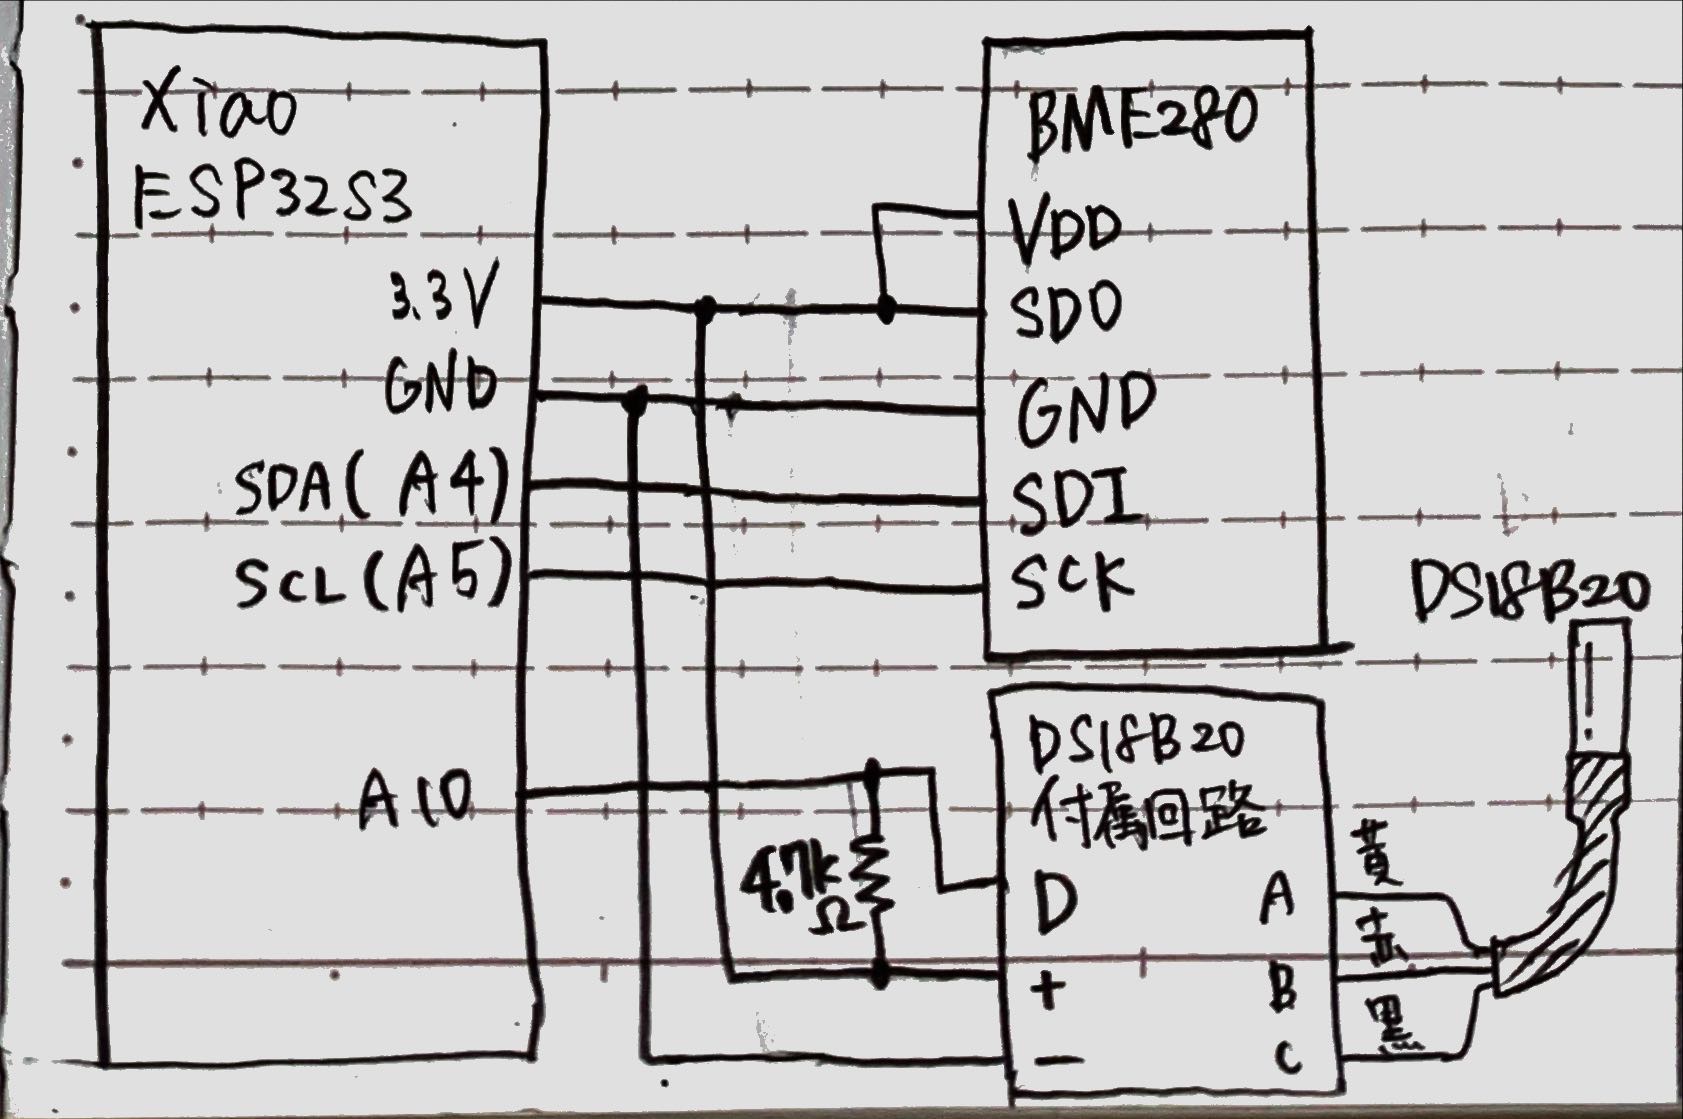 Xiao
ESP32S3
3.3V
GND
SDA(A4)
SCL(A5)
A10
BME280
VDD
SDO
GND
SDI
SCK
4.7k
Ω
DS18B20
付属回路
D
+
−
A
B
C
黄
赤
黒
DS18B20